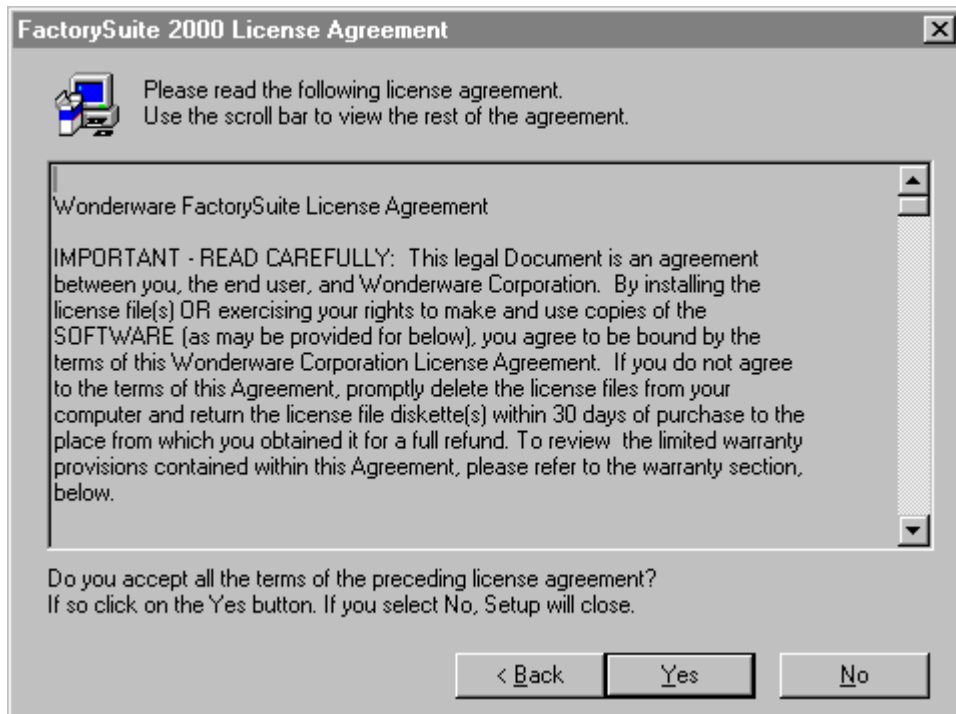 FactorySuite 2000 License Agreement
Please read the following license agreement.
Use the scroll bar to view the rest of the agreement.
Wonderware FactorySuite License Agreement
IMPORTANT - READ CAREFULLY:  This legal Document is an agreement
between you, the end user, and Wonderware Corporation.  By installing the
license file(s) OR exercising your rights to make and use copies of the
SOFTWARE (as may be provided for below), you agree to be bound by the
terms of this Wonderware Corporation License Agreement.  If you do not agree
to the terms of this Agreement, promptly delete the license files from your
computer and return the license file diskette(s) within 30 days of purchase to the
place from which you obtained it for a full refund. To review  the limited warranty
provisions contained within this Agreement, please refer to the warranty section,
below.
Do you accept all the terms of the preceding license agreement?
If so click on the Yes button. If you select No, Setup will close.
< Back
Yes
No